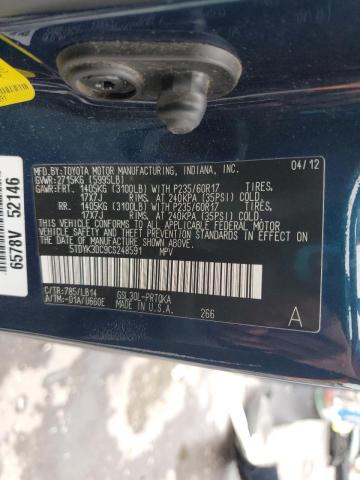 MFD.BY: TOYOTA MOTOR MANUFACTURING, INDIANA, INC. 04/12
GVWR: 2715KG (5995LB)
GAWR:FRT. 1405KG (3100LB) WITH P235/60R17 TIRES,
17X7J RIMS, AT 240KPA (35PSI) COLD.
RR. 1405KG (3100LB) WITH P235/60R17 TIRES,
17X7J RIMS, AT 240KPA (35PSI) COLD.
THIS VEHICLE CONFORMS TO ALL APPLICABLE FEDERAL MOTOR
VEHICLE SAFETY AND THEFT PREVENTION STANDARDS IN EFFECT
ON THE DATE OF MANUFACTURE SHOWN ABOVE.
5TDYK3DC9CS248591 MPV
C/TR:785/LB14 GSL30L-PRTQKA
A/TM:-01A/U660E MADE IN U.S.A. 266 A
6578V 52146